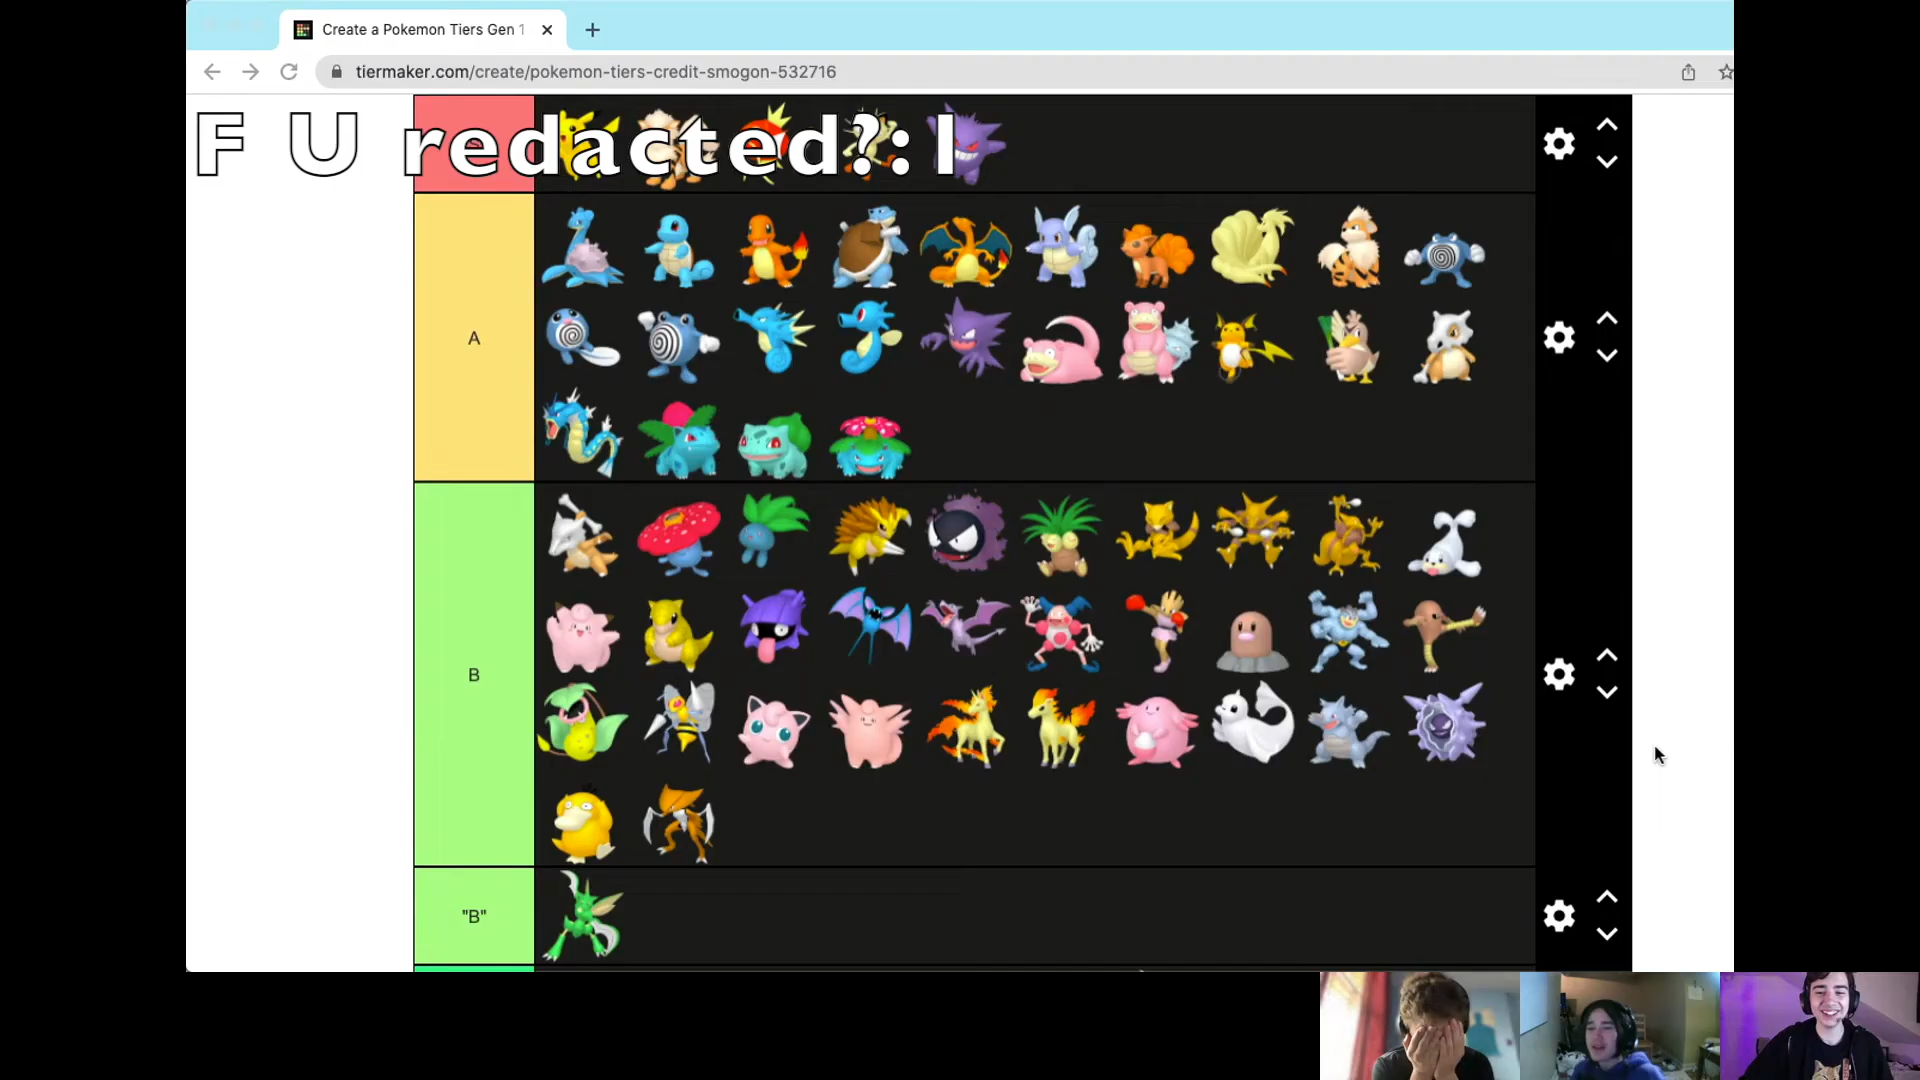 Create a Pokemon Tiers Gen 1
tiermaker.com/create/pokemon-tiers-credit-smogon-532716
F U redacted?: I
A
B
"B"